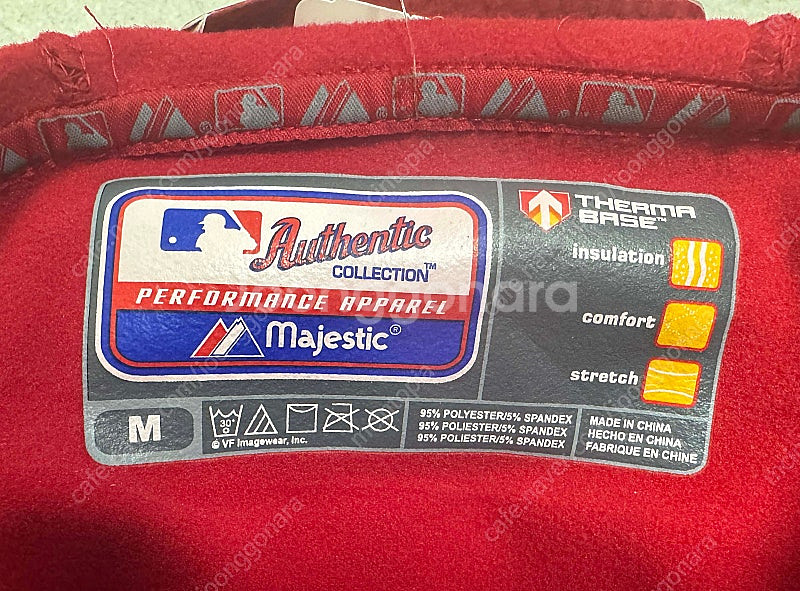 Authentic
COLLECTION™
PERFORMANCE APPAREL
Majestic®
THERMA
BASE™
insulation
comfort
stretch
M
30°
© VF Imagewear, Inc.
95% POLYESTER/5% SPANDEX
95% POLIESTER/5% SPANDEX
95% POLYESTER/5% SPANDEX
MADE IN CHINA
HECHO EN CHINA
FABRIQUE EN CHINE
joonggonara